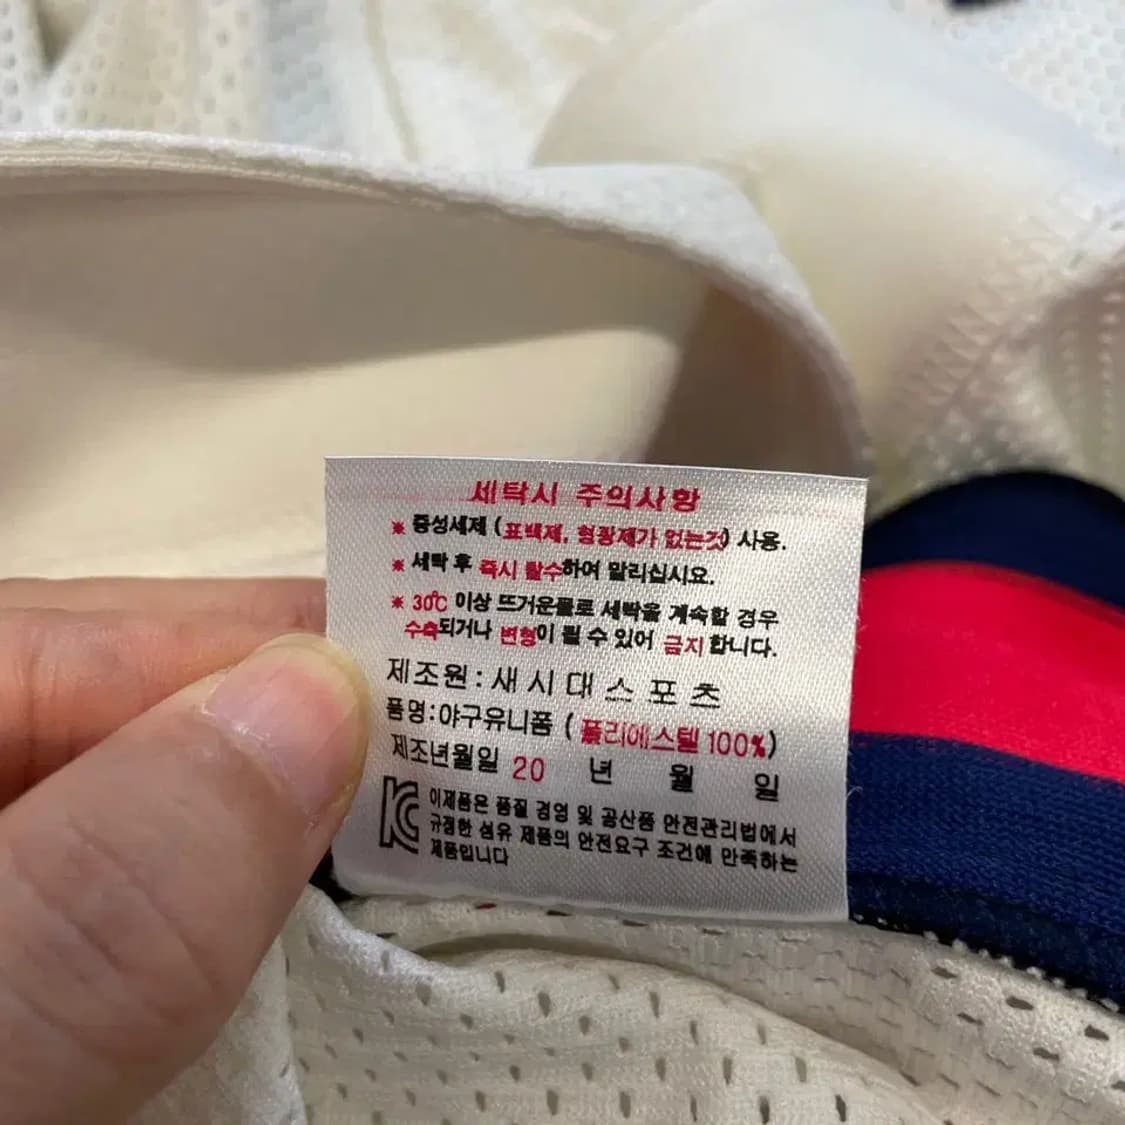 세탁시 주의사항
※ 중성세제 (표백제, 형광제가 없는것) 사용.
※ 세탁 후 즉시 탈수하여 말리십시요.
※ 30℃ 이상 뜨거운물로 세탁을 계속할 경우
수축되거나 변형이 될 수 있어 금지합니다.
제조원:새시대스포츠
품명:야구유니폼 (폴리에스텔 100%)
제조년월일 20 년 월 일
이제품은 품질 경영 및 공산품 안전관리법에서
규정한 섬유 제품의 안전요구 조건에 만족하는
제품입니다